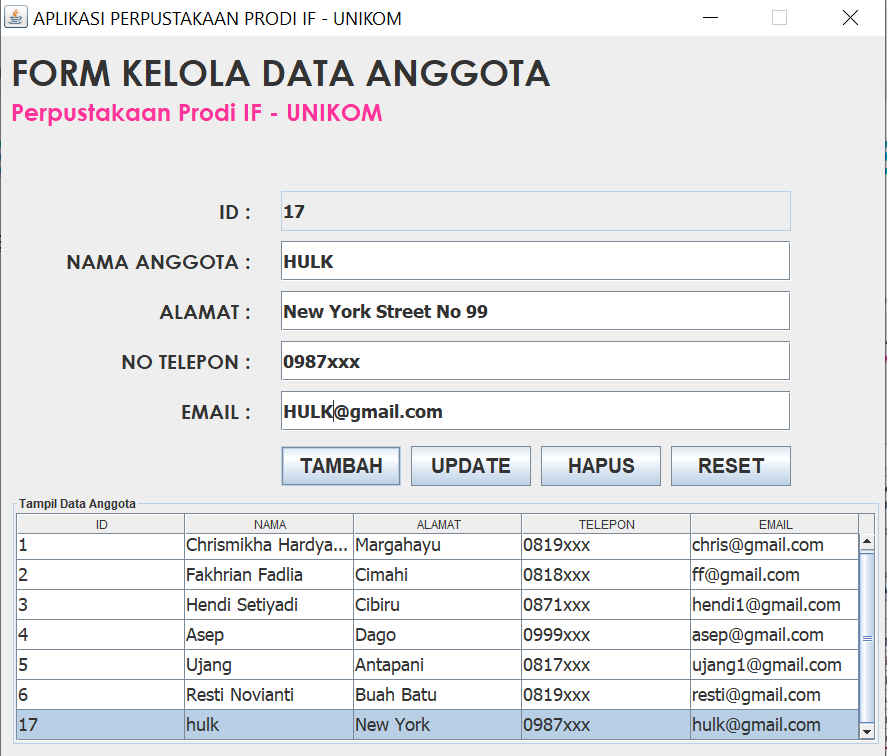 APLIKASI PERPUSTAKAAN PRODI IF - UNIKOM
FORM KELOLA DATA ANGGOTA
Perpustakaan Prodi IF - UNIKOM
ID : 17
NAMA ANGGOTA : HULK
ALAMAT : New York Street No 99
NO TELEPON : 0987xxx
EMAIL : HULK@gmail.com
TAMBAH UPDATE HAPUS RESET
Tampil Data Anggota
ID NAMA ALAMAT TELEPON EMAIL
1 Chrismikha Hardya... Margahayu 0819xxx chris@gmail.com
2 Fakhrian Fadlia Cimahi 0818xxx ff@gmail.com
3 Hendi Setiyadi Cibiru 0871xxx hendi1@gmail.com
4 Asep Dago 0999xxx asep@gmail.com
5 Ujang Antapani 0817xxx ujang1@gmail.com
6 Resti Novianti Buah Batu 0819xxx resti@gmail.com
17 hulk New York 0987xxx hulk@gmail.com